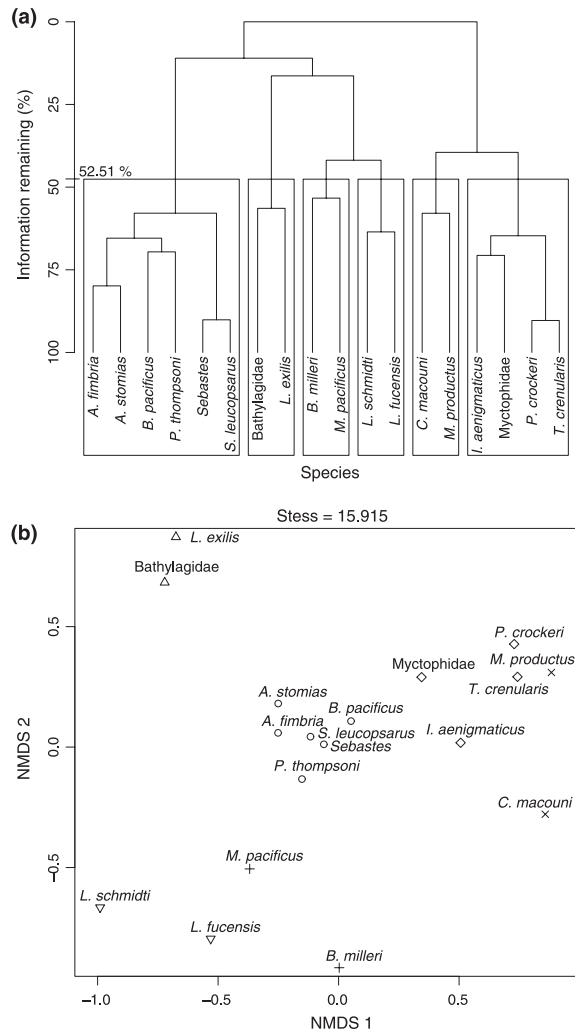 (a)
Information remaining (%)
0
25
50
75
100
52.51 %
A. fimbria
A. stomias
B. pacificus
P. thompsoni
Sebastes
S. leucopsarus
Bathylagidae
L. exilis
B. milleri
M. pacificus
L. schmidti
L. fucensis
C. macouni
M. productus
I. aenigmaticus
Myctophidae
P. crockeri
T. crenularis
Species
(b)
Stess = 15.915
L. exilis
Bathylagidae
P. crockeri
M. productus
Myctophidae
T. crenularis
A. stomias
B. pacificus
A. fimbria
S. leucopsarus
I. aenigmaticus
Sebastes
P. thompsoni
C. macouni
M. pacificus
L. schmidti
L. fucensis
B. milleri
NMDS 2
0.5
0.0
−0.5
−1.0
−0.5
0.0
0.5
NMDS 1